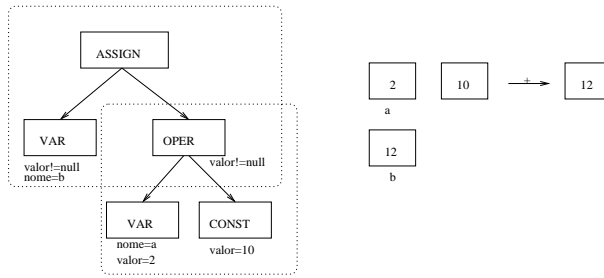 ASSIGN
VAR
valor!=null
nome=b
OPER
valor!=null
VAR
nome=a
valor=2
CONST
valor=10
2
10
+
12
a
12
b